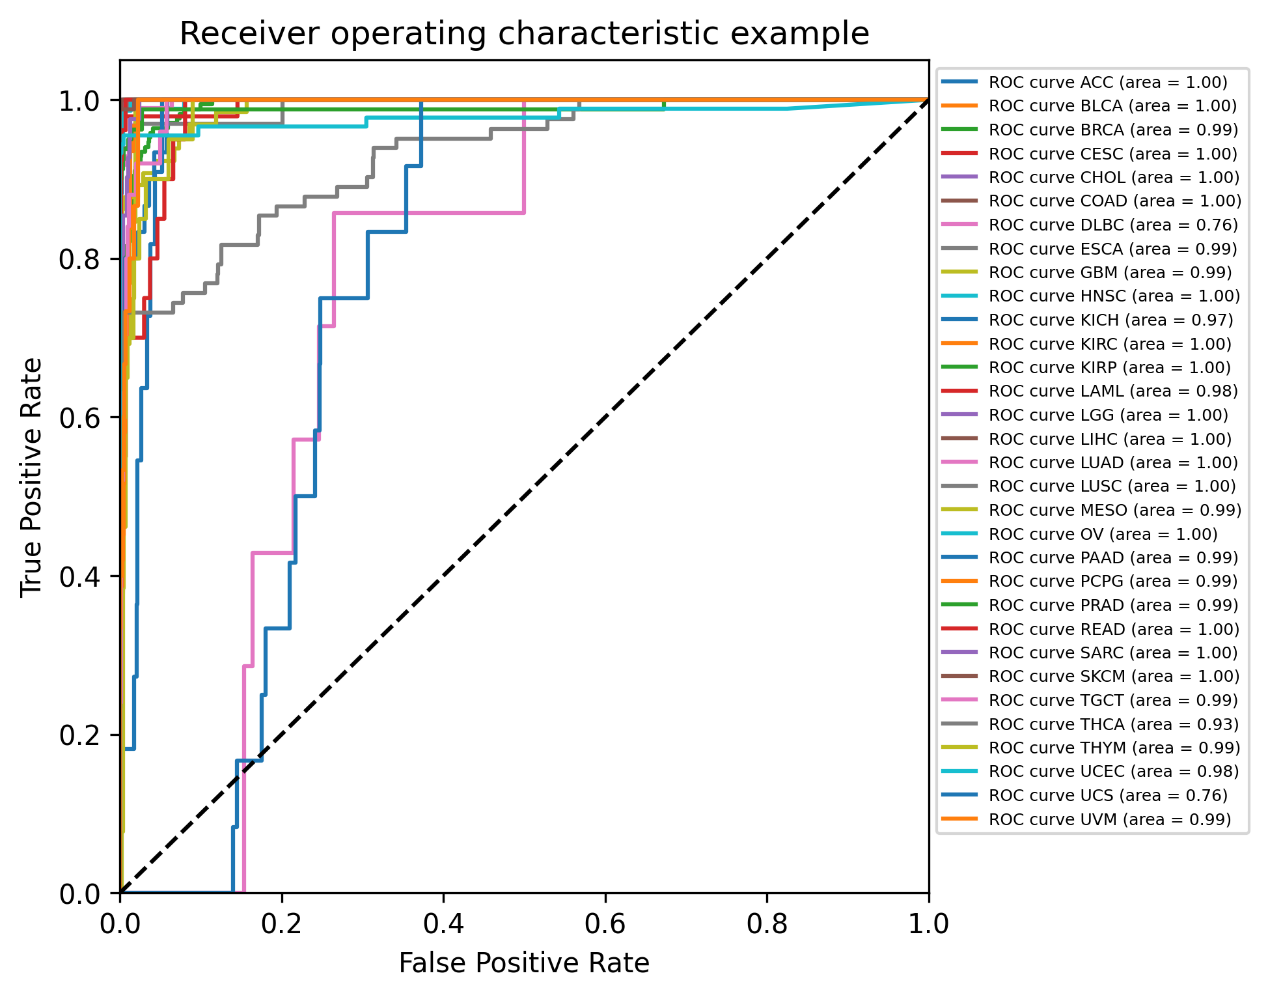 Receiver operating characteristic example
1.0
0.8
0.6
0.4
0.2
0.0
True Positive Rate
0.0 0.2 0.4 0.6 0.8 1.0
False Positive Rate
ROC curve ACC (area = 1.00)
ROC curve BLCA (area = 1.00)
ROC curve BRCA (area = 0.99)
ROC curve CESC (area = 1.00)
ROC curve CHOL (area = 1.00)
ROC curve COAD (area = 1.00)
ROC curve DLBC (area = 0.76)
ROC curve ESCA (area = 0.99)
ROC curve GBM (area = 0.99)
ROC curve HNSC (area = 1.00)
ROC curve KICH (area = 0.97)
ROC curve KIRC (area = 1.00)
ROC curve KIRP (area = 1.00)
ROC curve LAML (area = 0.98)
ROC curve LGG (area = 1.00)
ROC curve LIHC (area = 1.00)
ROC curve LUAD (area = 1.00)
ROC curve LUSC (area = 1.00)
ROC curve MESO (area = 0.99)
ROC curve OV (area = 1.00)
ROC curve PAAD (area = 0.99)
ROC curve PCPG (area = 0.99)
ROC curve PRAD (area = 0.99)
ROC curve READ (area = 1.00)
ROC curve SARC (area = 1.00)
ROC curve SKCM (area = 1.00)
ROC curve TGCT (area = 0.99)
ROC curve THCA (area = 0.93)
ROC curve THYM (area = 0.99)
ROC curve UCEC (area = 0.98)
ROC curve UCS (area = 0.76)
ROC curve UVM (area = 0.99)